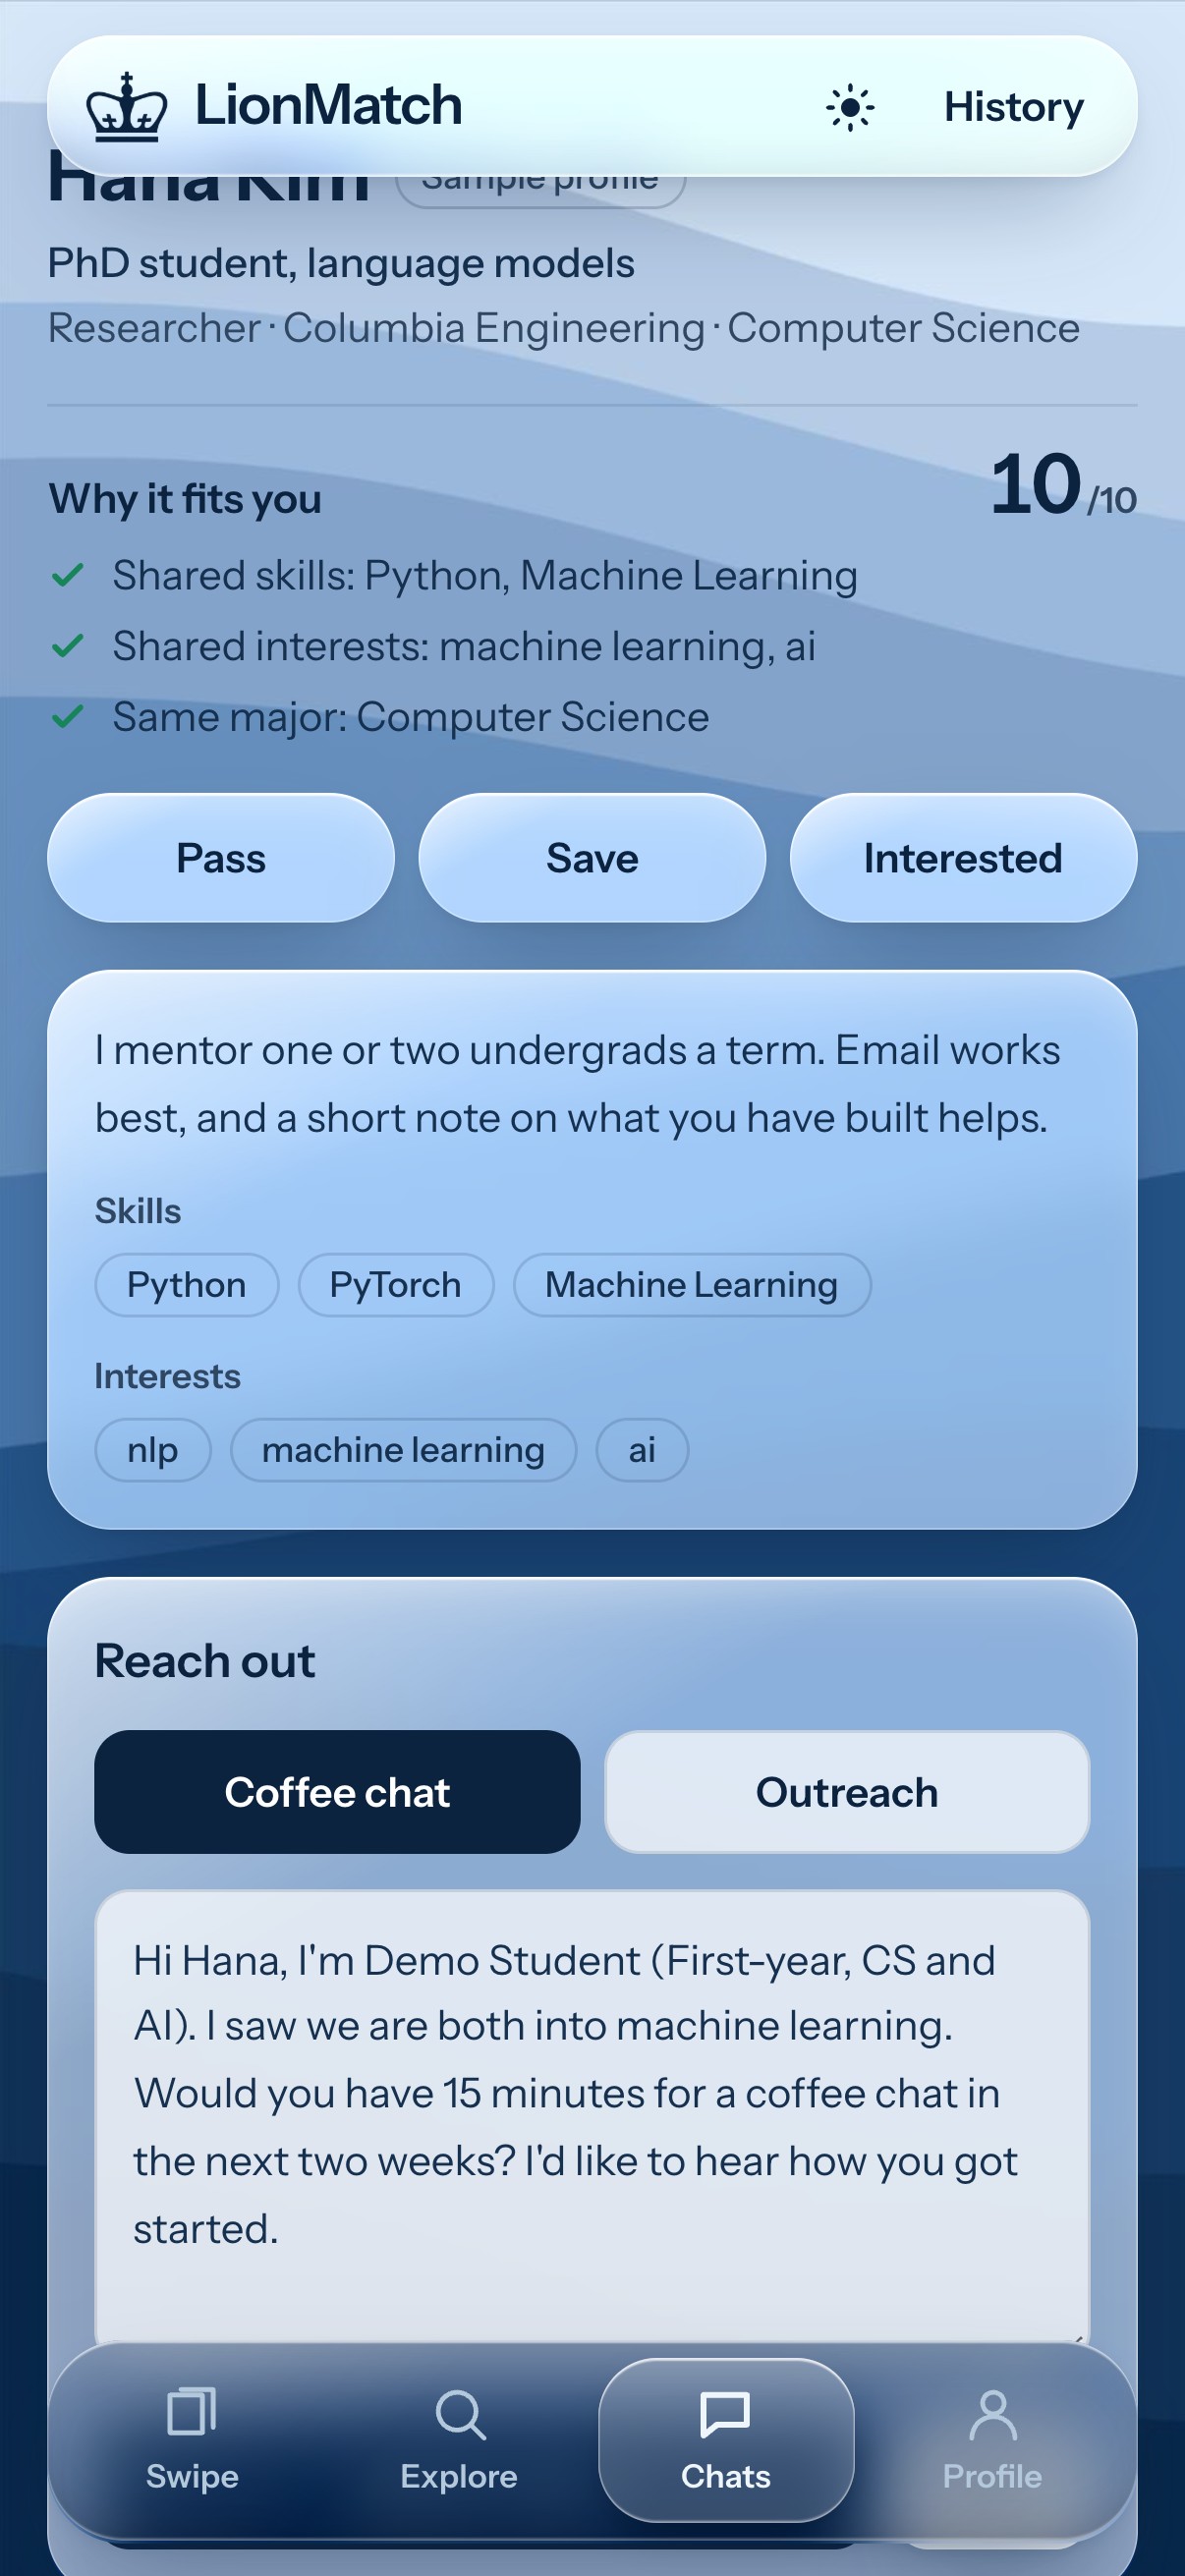 LionMatch
History
Hana Kim
Sample profile
PhD student, language models
Researcher · Columbia Engineering · Computer Science
Why it fits you
10/10
Shared skills: Python, Machine Learning
Shared interests: machine learning, ai
Same major: Computer Science
Pass
Save
Interested
I mentor one or two undergrads a term. Email works
best, and a short note on what you have built helps.
Skills
Python
PyTorch
Machine Learning
Interests
nlp
machine learning
ai
Reach out
Coffee chat
Outreach
Hi Hana, I'm Demo Student (First-year, CS and
AI). I saw we are both into machine learning.
Would you have 15 minutes for a coffee chat in
the next two weeks? I'd like to hear how you got
started.
Swipe
Explore
Chats
Profile